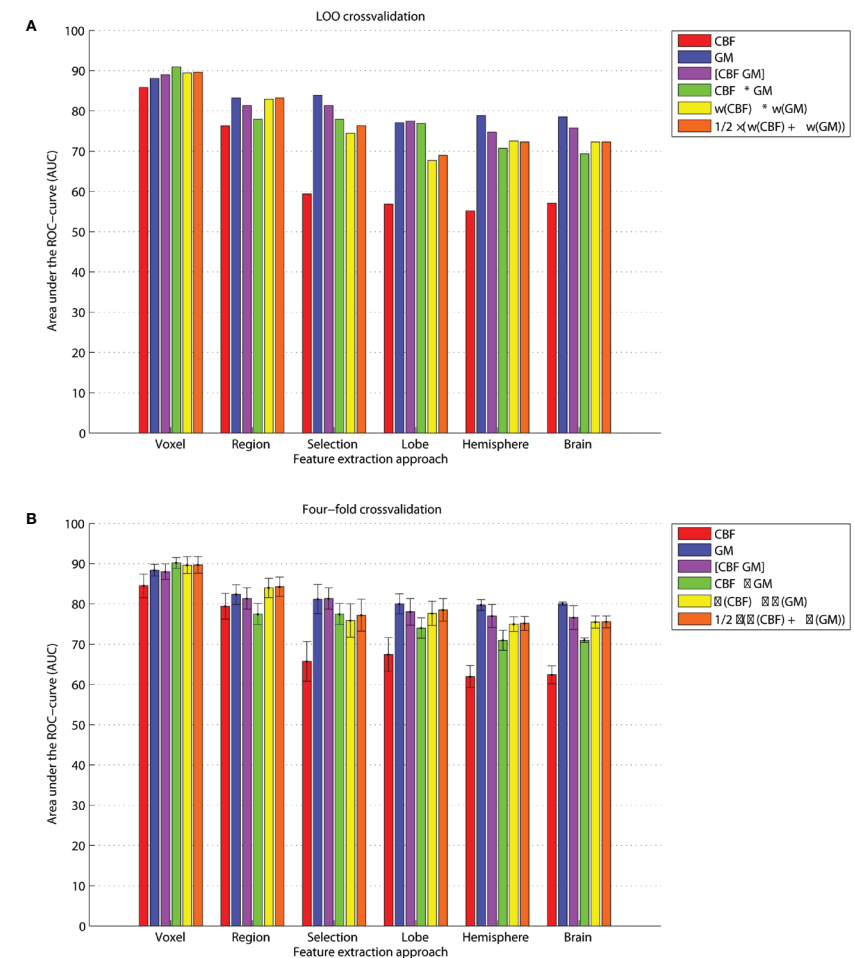 A
LOO crossvalidation
Area under the ROC−curve (AUC)
100
90
80
70
60
50
40
30
20
10
0
Voxel Region Selection Lobe Hemisphere Brain
Feature extraction approach
CBF
GM
[CBF GM]
CBF * GM
w(CBF) * w(GM)
1/2 ×(w(CBF) + w(GM))
B
Four−fold crossvalidation
Area under the ROC−curve (AUC)
100
90
80
70
60
50
40
30
20
10
0
Voxel Region Selection Lobe Hemisphere Brain
Feature extraction approach
CBF
GM
[CBF GM]
CBF GM
(CBF) (GM)
1/2 ( (CBF) + (GM))